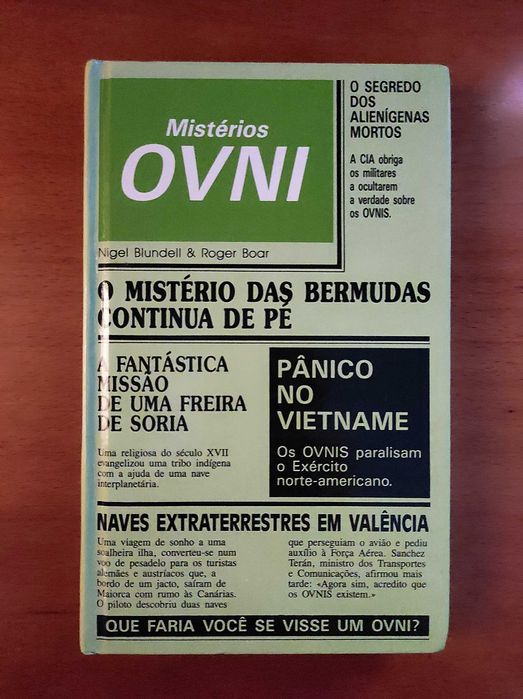 Mistérios
OVNI
Nigel Blundell & Roger Boar
O SEGREDO
DOS
ALIENÍGENAS
MORTOS
A CIA obriga
os militares
a ocultarem
a verdade sobre
os OVNIS.
O MISTÉRIO DAS BERMUDAS
CONTINUA DE PÉ
A FANTÁSTICA
MISSÃO
DE UMA FREIRA
DE SORIA
Uma religiosa do século XVII
evangelizou uma tribo indígena
com a ajuda de uma nave
interplanetária.
PÂNICO
NO
VIETNAME
Os OVNIS paralisam
o Exército
norte-americano.
NAVES EXTRATERRESTRES EM VALÊNCIA
Uma viagem de sonho a uma
soalheira ilha, converteu-se num
voo de pesadelo para os turistas
alemães e austríacos que, a
bordo de um jacto, saíram de
Maiorca com rumo às Canárias.
O piloto descobriu duas naves
que perseguiam o avião e pediu
auxílio à Força Aérea. Sanchez
Terán, ministro dos Transportes
e Comunicações, afirmou mais
tarde: «Agora sim, acredito que
os OVNIS existem.»
QUE FARIA VOCÊ SE VISSE UM OVNI?